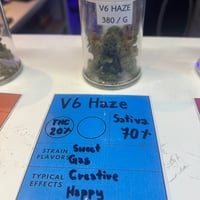 V6 HAZE
380 / G
V6 Haze
THC
20%
Sativa
70%
STRAIN
FLAVORS
Sweet
Gas
TYPICAL
EFFECTS
Creative
Happy